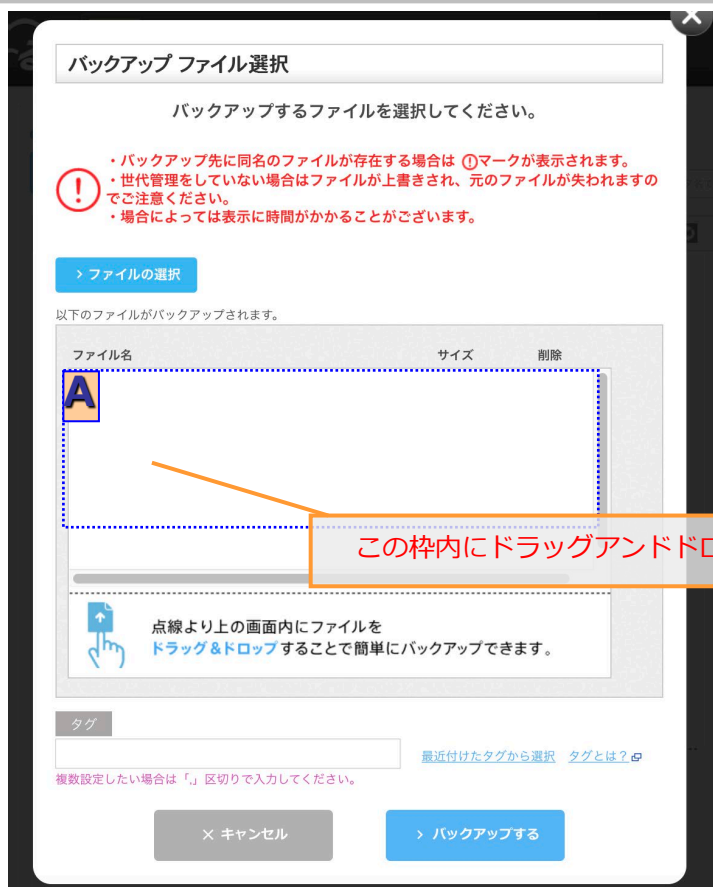 バックアップ ファイル選択
バックアップするファイルを選択してください。
・バックアップ先に同名のファイルが存在する場合は ①マークが表示されます。
・世代管理をしていない場合はファイルが上書きされ、元のファイルが失われますの
でご注意ください。
・場合によっては表示に時間がかかることがございます。
> ファイルの選択
以下のファイルがバックアップされます。
ファイル名 サイズ 削除
A
この枠内にドラッグアンドドロ
点線より上の画面内にファイルを
ドラッグ&ドロップすることで簡単にバックアップできます。
タグ
最近付けたタグから選択 タグとは?
複数設定したい場合は「,」区切りで入力してください。
× キャンセル > バックアップする